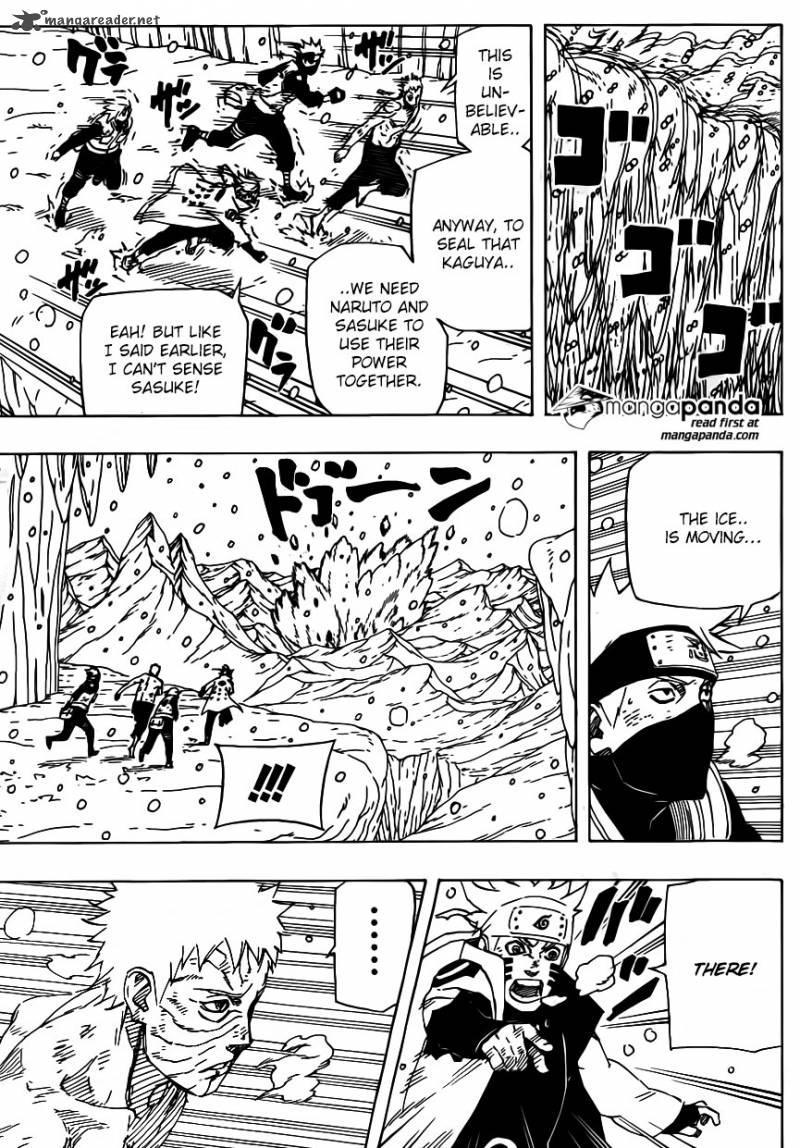 mangareader.net
ゴ
ゴ
ゴ
THIS
IS
UN-
BELIEV-
ABLE..
ANYWAY, TO
SEAL THAT
KAGUYA..
..WE NEED
NARUTO AND
SASUKE TO
USE THEIR
POWER
TOGETHER.
EAH! BUT LIKE
I SAID EARLIER,
I CAN'T SENSE
SASUKE!
グラ
ザッ
ザッ
ザッ
グラ
mangapanda
read first at
mangapanda.com
THE ICE..
IS MOVING...
ドゴーン
!!!
THERE!
バッ
......